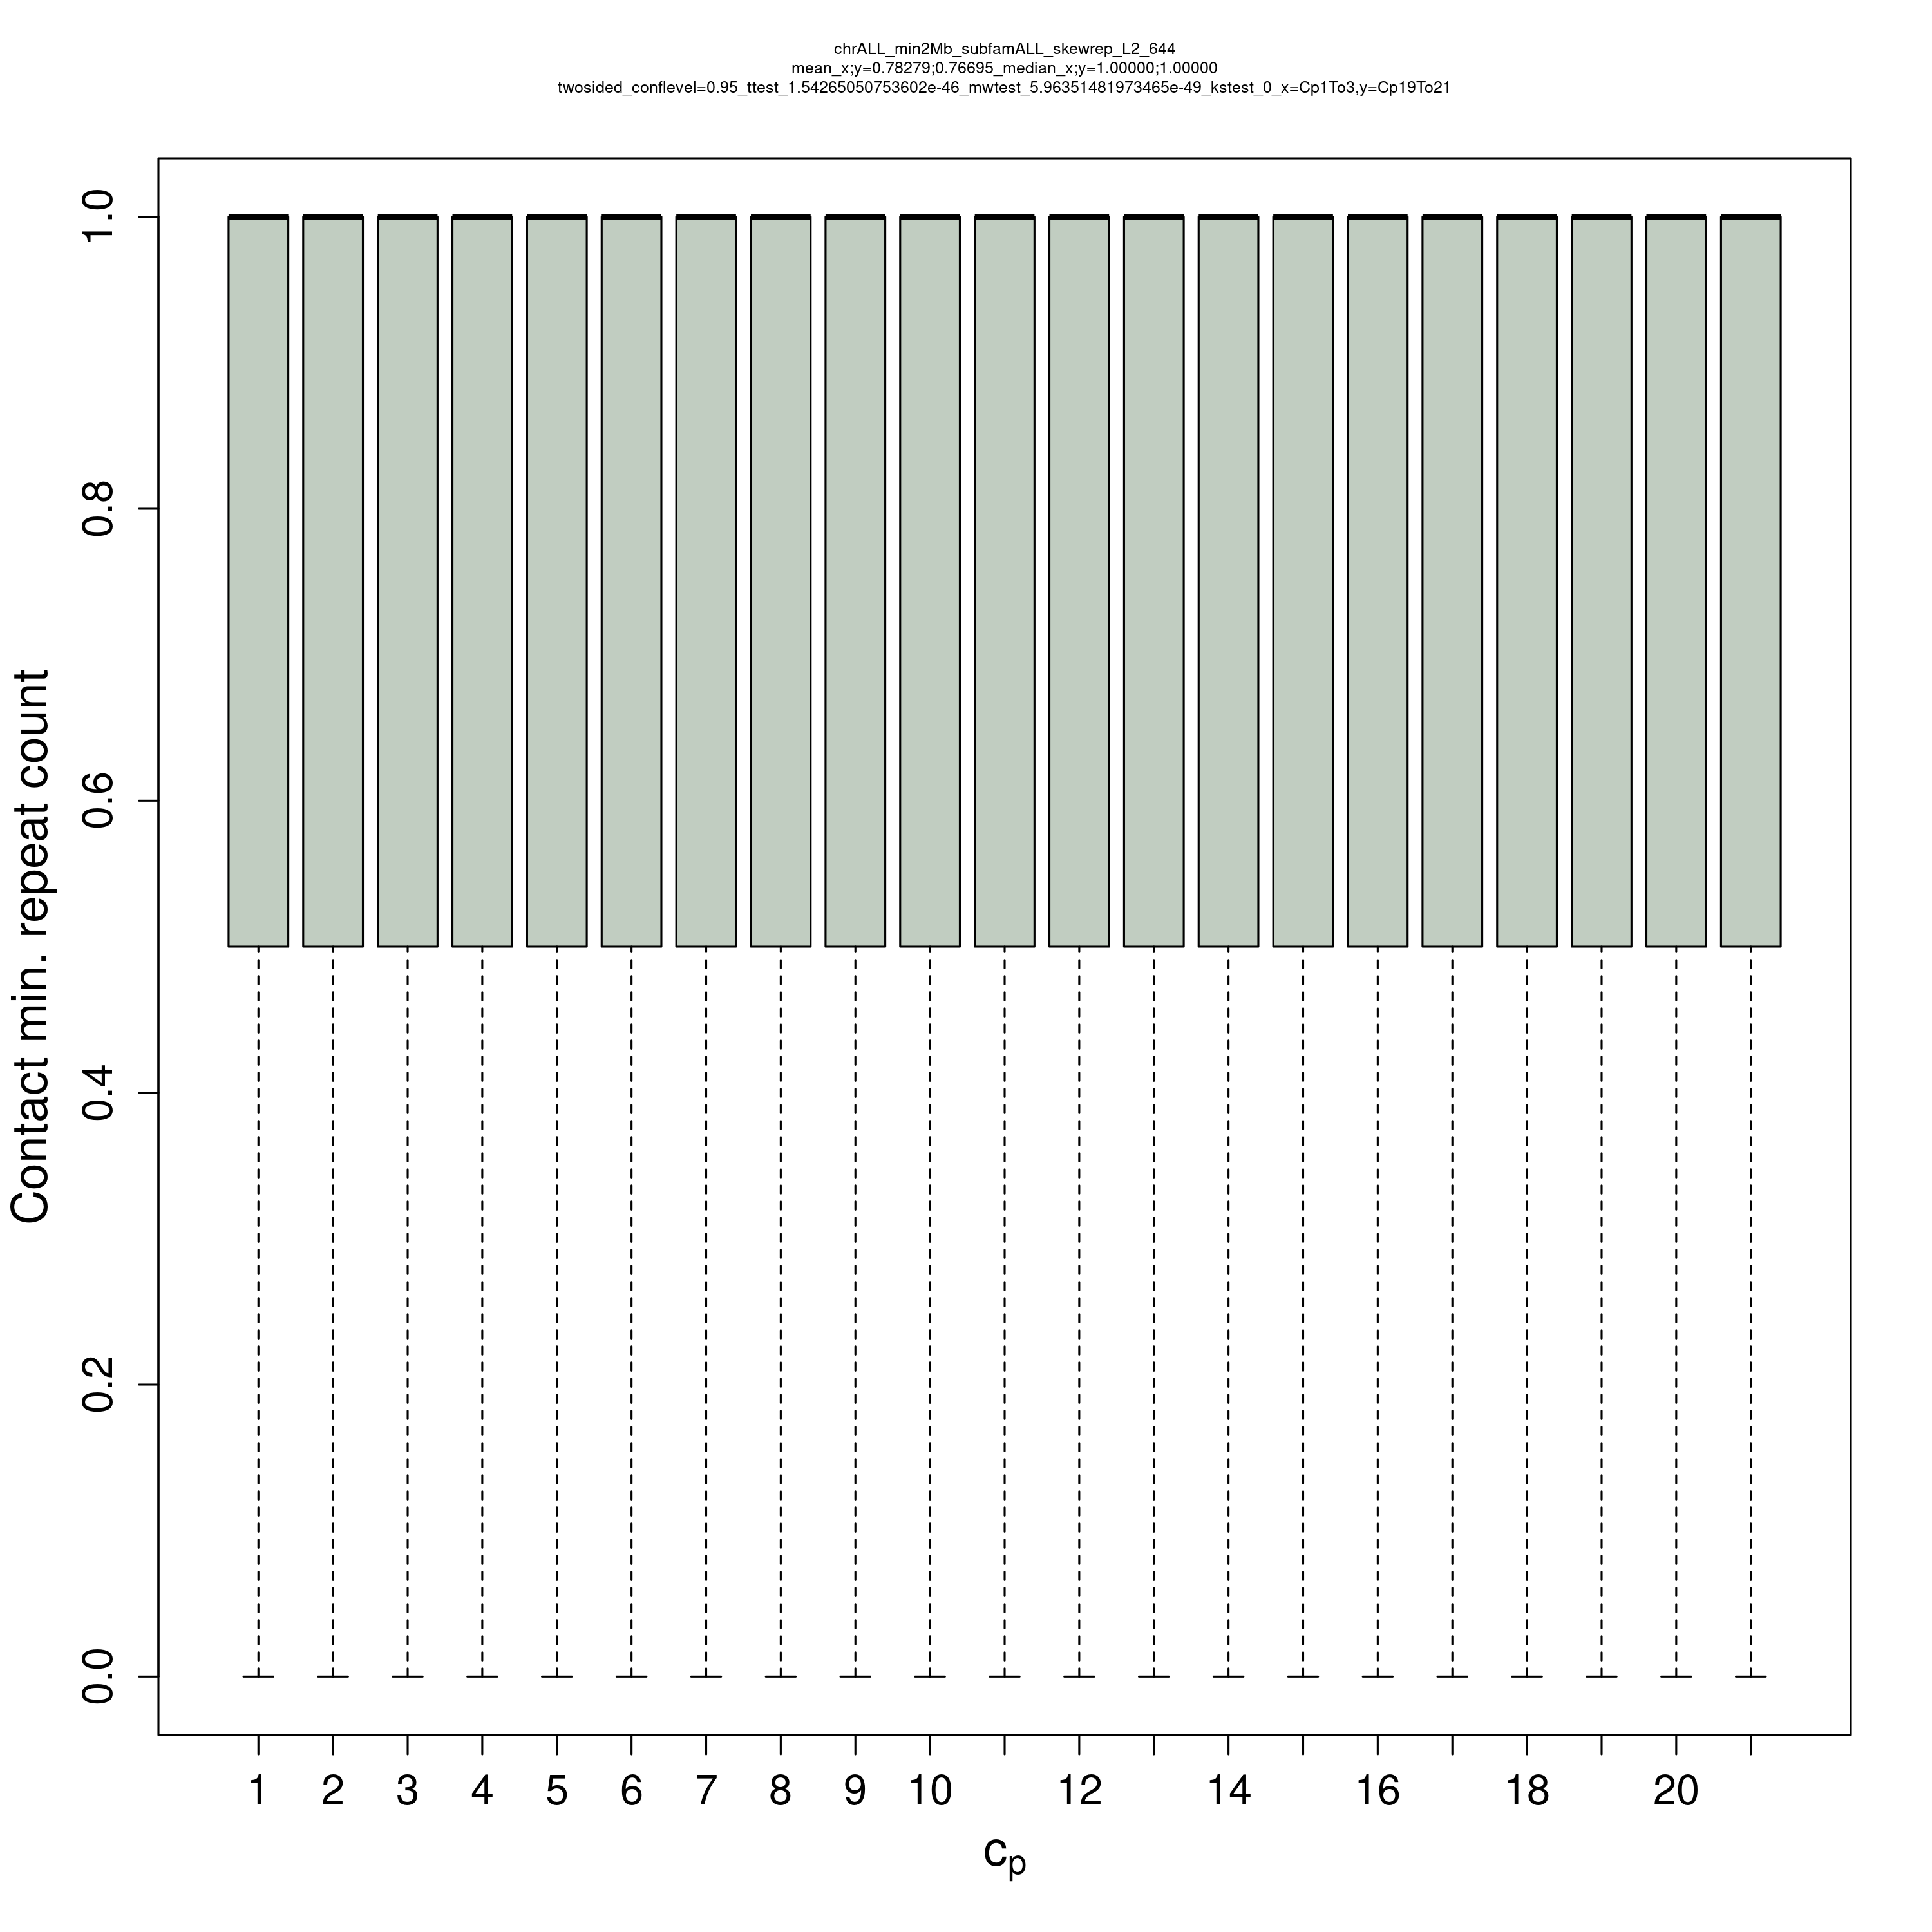 chrALL_min2Mb_subfamALL_skewrep_L2_644
mean_x;y=0.78279;0.76695_median_x;y=1.00000;1.00000
twosided_conflevel=0.95_ttest_1.54265050753602e-46_mwtest_5.96351481973465e-49_kstest_0_x=Cp1To3,y=Cp19To21
Contact min. repeat count
1.0
0.8
0.6
0.4
0.2
0.0
1 2 3 4 5 6 7 8 9 10 12 14 16 18 20
cp